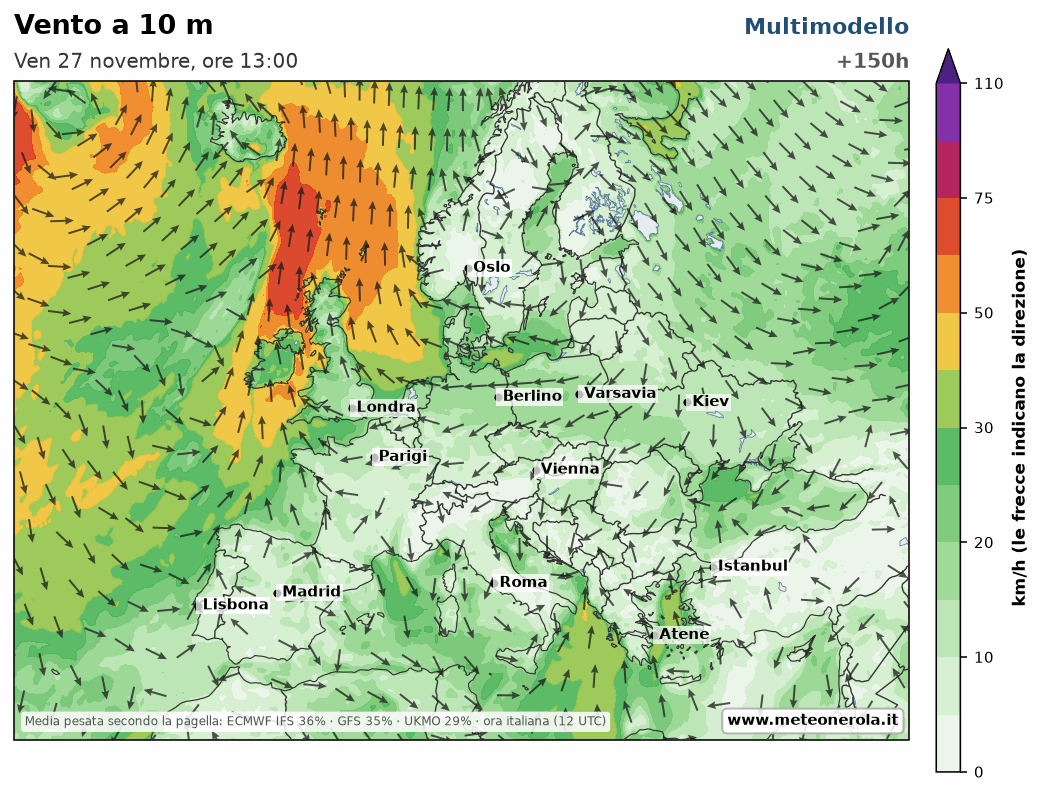 Vento a 10 m
Multimodello
Ven 27 novembre, ore 13:00
+150h
110
75
50
30
20
10
0
km/h (le frecce indicano la direzione)
Oslo
Berlino
Varsavia
Kiev
Londra
Parigi
Vienna
Istanbul
Roma
Madrid
Lisbona
Atene
Media pesata secondo la pagella: ECMWF IFS 36% · GFS 35% · UKMO 29% · ora italiana (12 UTC)
www.meteonerola.it